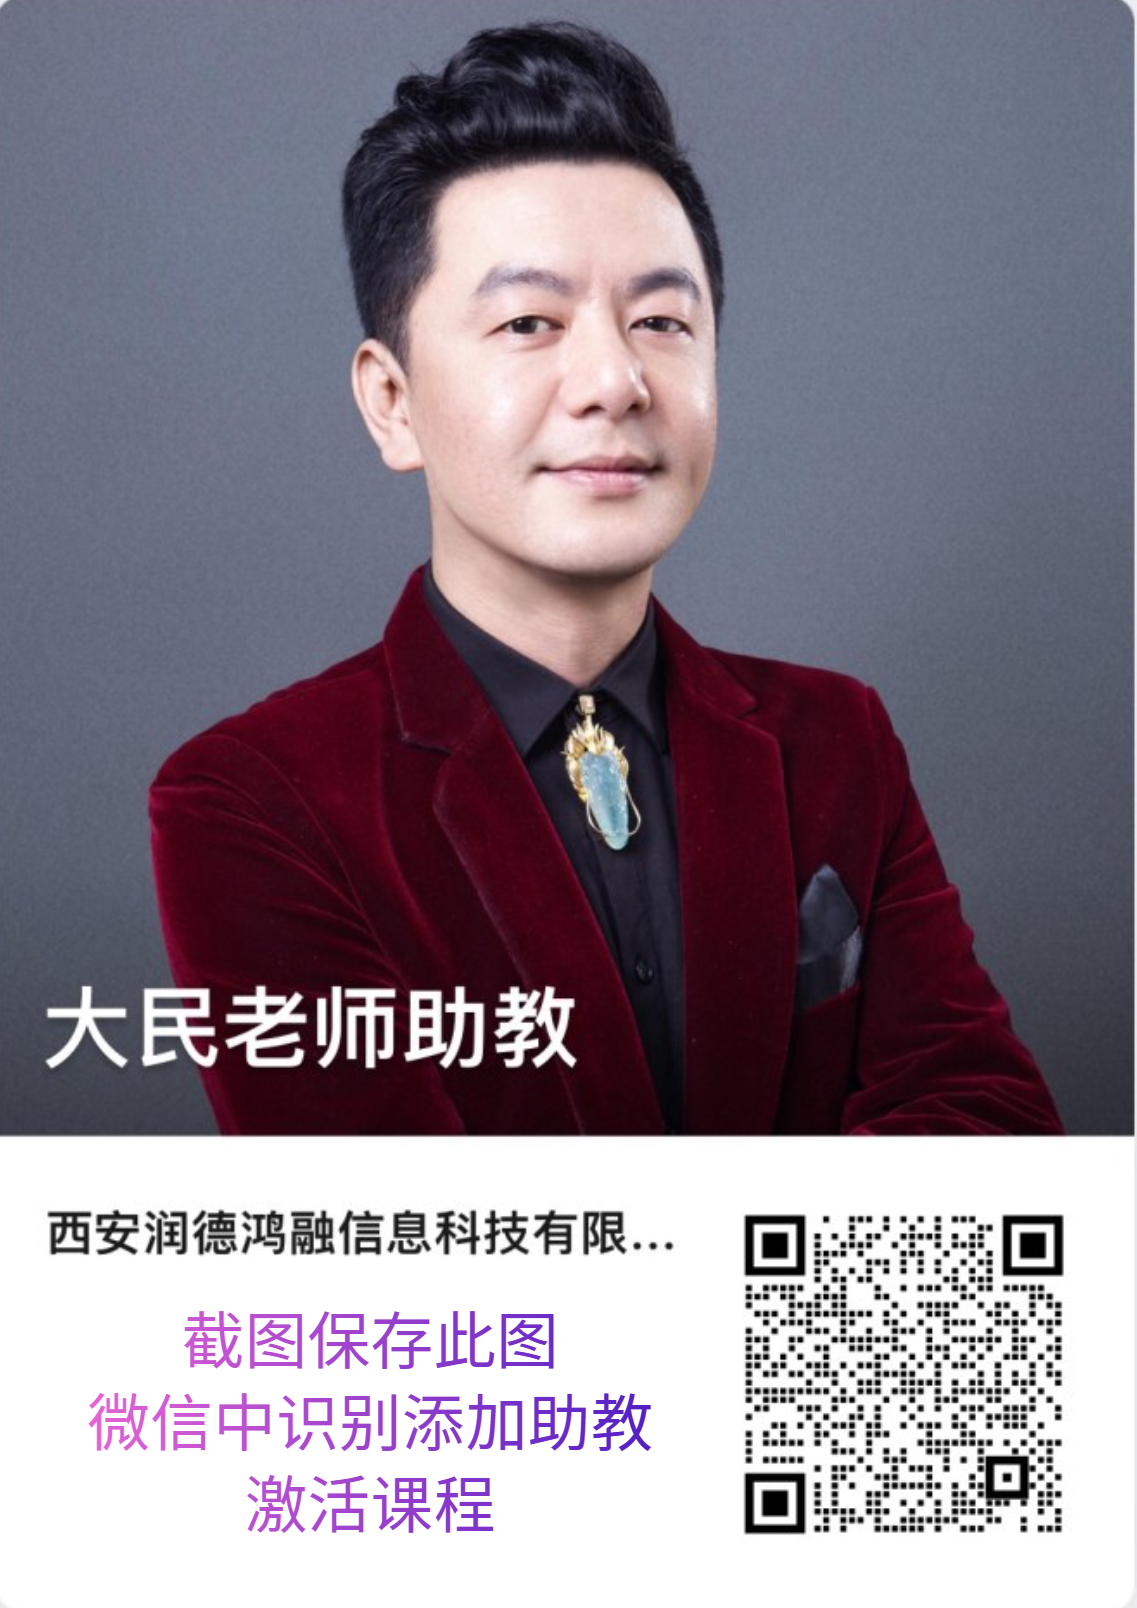 大民老师助教
西安润德鸿融信息科技有限...
截图保存此图
微信中识别添加助教
激活课程